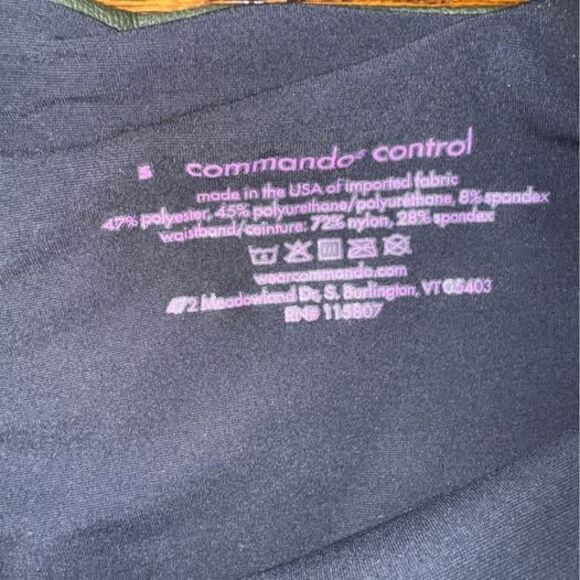 S commando® control
made in the USA of imported fabric
47% polyester, 45% polyurethane/polyuréthane, 8% spandex
waistband/ceinture: 72% nylon, 28% spandex
wearcommando.com
472 Meadowland Dr, S. Burlington, VT 05403
RN# 115807